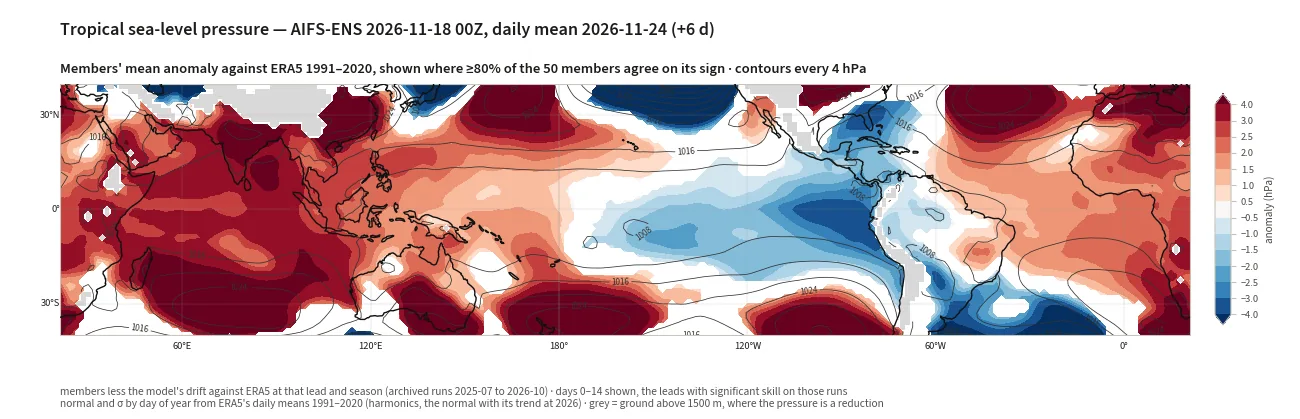 Tropical sea-level pressure — AIFS-ENS 2026-11-18 00Z, daily mean 2026-11-24 (+6 d)
Members' mean anomaly against ERA5 1991–2020, shown where ≥80% of the 50 members agree on its sign · contours every 4 hPa
30°N
0°
30°S
1016
1016
1016
1016
1008
1008
1008
1016
1024
1016
1016
60°E
120°E
180°
120°W
60°W
0°
4.0
3.0
2.5
2.0
1.5
1.0
0.5
−0.5
−1.0
−1.5
−2.0
−2.5
−3.0
−4.0
anomaly (hPa)
members less the model's drift against ERA5 at that lead and season (archived runs 2025-07 to 2026-10) · days 0–14 shown, the leads with significant skill on those runs
normal and σ by day of year from ERA5's daily means 1991–2020 (harmonics, the normal with its trend at 2026) · grey = ground above 1500 m, where the pressure is a reduction